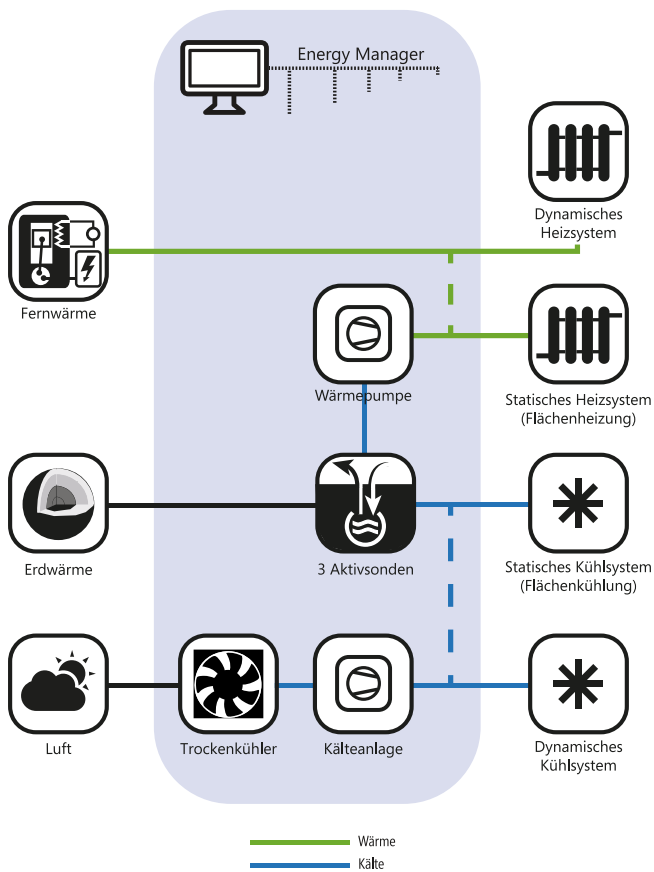 Energy Manager
Dynamisches
Heizsystem
Fernwärme
Wärmepumpe
Statisches Heizsystem
(Flächenheizung)
Erdwärme
3 Aktivsonden
Statisches Kühlsystem
(Flächenkühlung)
Luft
Trockenkühler
Kälteanlage
Dynamisches
Kühlsystem
Wärme
Kälte